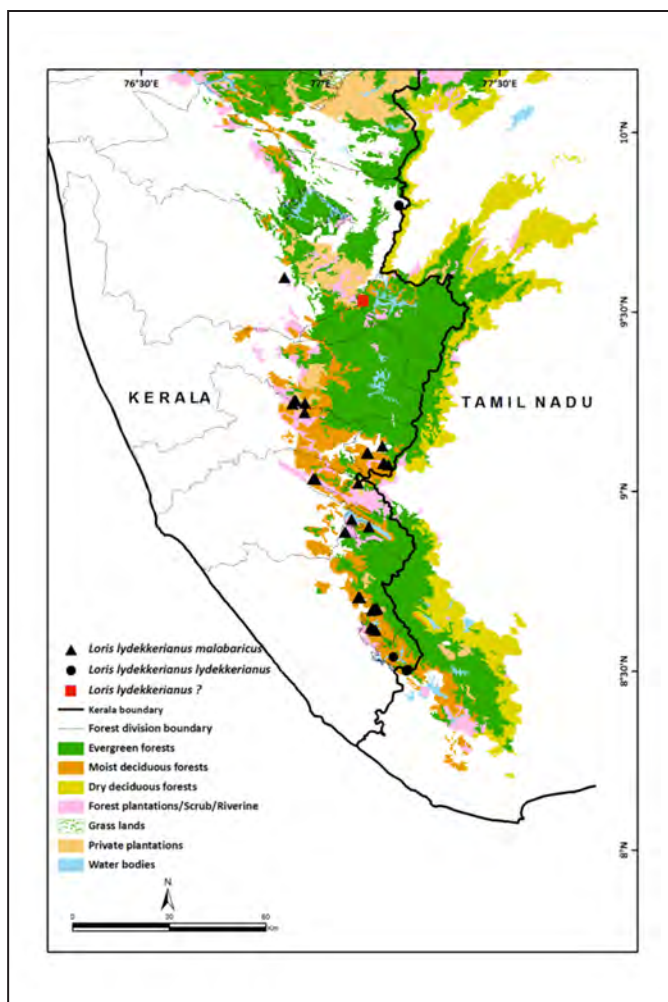 76°30'E 77°E 77°30'E
10°N
9°30'N
KERALA
TAMIL NADU
9°N
Loris lydekkerianus malabaricus
Loris lydekkerianus lydekkerianus
8°30'N
Loris lydekkerianus ?
Kerala boundary
Forest division boundary
Evergreen forests
Moist deciduous forests
Dry deciduous forests
Forest plantations/Scrub/Riverine
Grass lands
Private plantations
8°N
Water bodies
N
0 30 60
Km